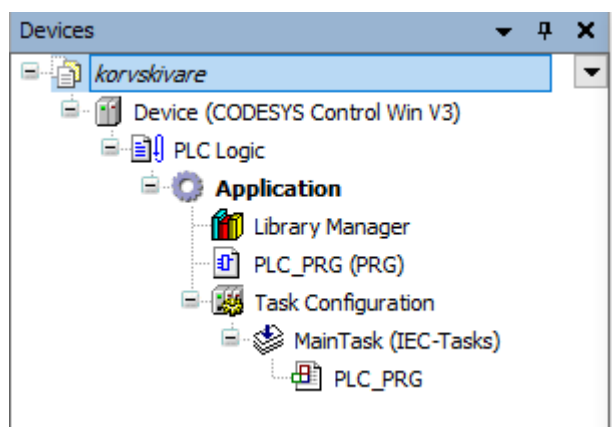 Devices
korvskivare
Device (CODESYS Control Win V3)
PLC Logic
Application
Library Manager
PLC_PRG (PRG)
Task Configuration
MainTask (IEC-Tasks)
PLC_PRG